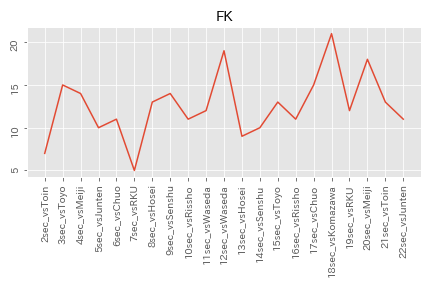 FK
20
15
10
5
2sec_vsToin
3sec_vsToyo
4sec_vsMeiji
5sec_vsJunten
6sec_vsChuo
7sec_vsRKU
8sec_vsHosei
9sec_vsSenshu
10sec_vsRissho
11sec_vsWaseda
12sec_vsWaseda
13sec_vsHosei
14sec_vsSenshu
15sec_vsToyo
16sec_vsRissho
17sec_vsChuo
18sec_vsKomazawa
19sec_vsRKU
20sec_vsMeiji
21sec_vsToin
22sec_vsJunten